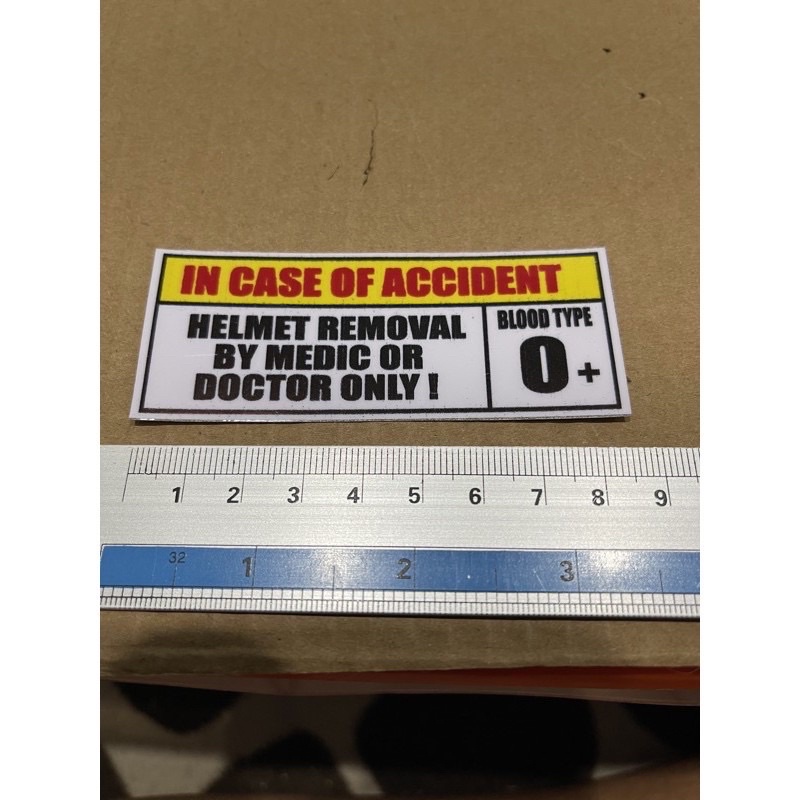 IN CASE OF ACCIDENT
HELMET REMOVAL
BY MEDIC OR
DOCTOR ONLY !
BLOOD TYPE
O+
1 2 3 4 5 6 7 8 9
32 1 2 3